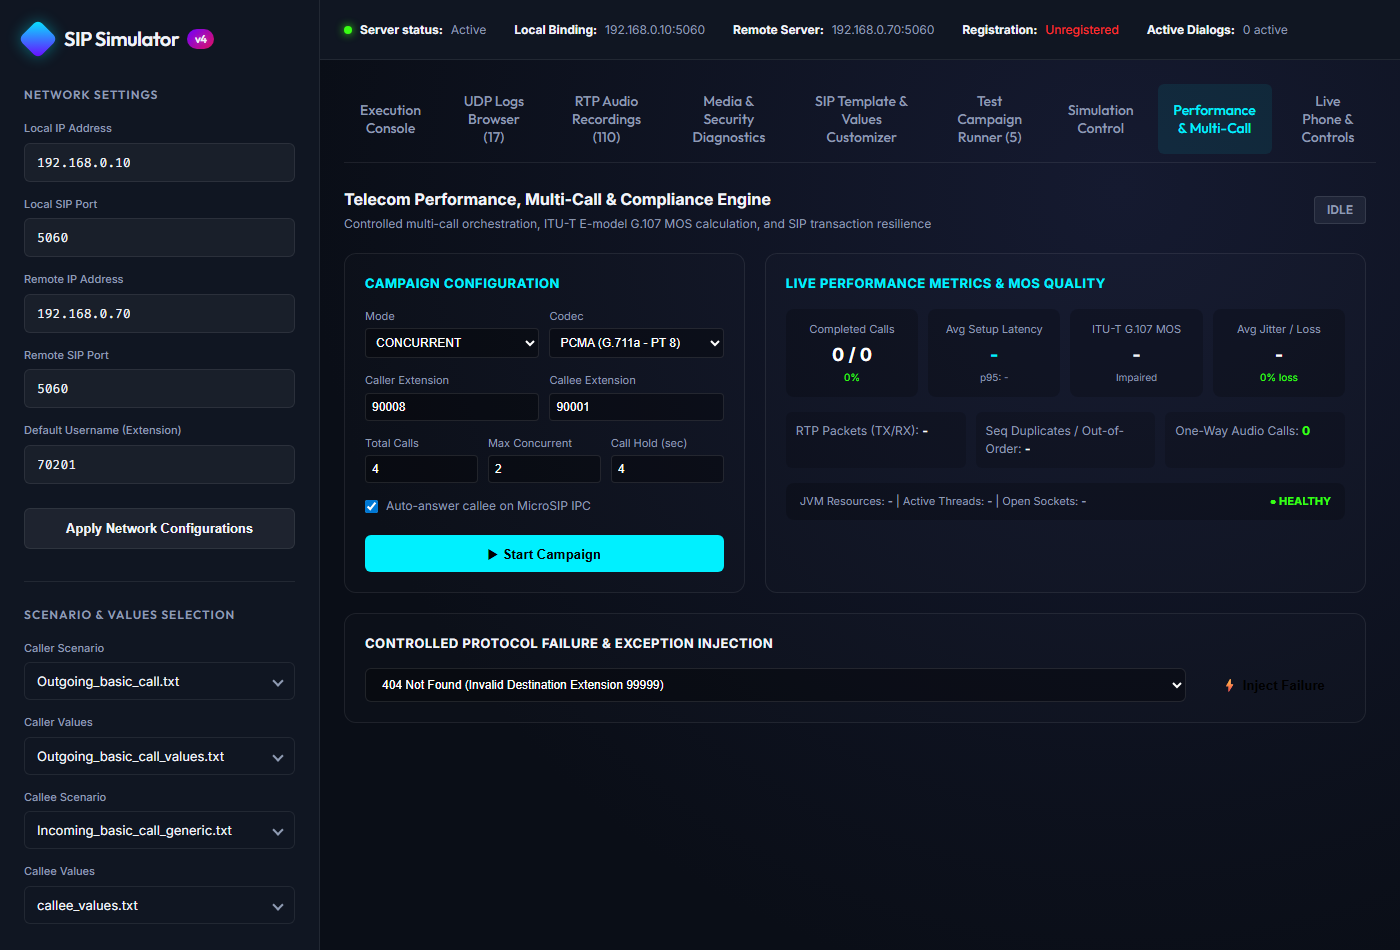 SIP Simulator v4
NETWORK SETTINGS
Local IP Address
192.168.0.10
Local SIP Port
5060
Remote IP Address
192.168.0.70
Remote SIP Port
5060
Default Username (Extension)
70201
Apply Network Configurations
SCENARIO & VALUES SELECTION
Caller Scenario
Outgoing_basic_call.txt
Caller Values
Outgoing_basic_call_values.txt
Callee Scenario
Incoming_basic_call_generic.txt
Callee Values
callee_values.txt
Server status: Active Local Binding: 192.168.0.10:5060 Remote Server: 192.168.0.70:5060 Registration: Unregistered Active Dialogs: 0 active
Execution
Console
UDP Logs
Browser
(17)
RTP Audio
Recordings
(110)
Media &
Security
Diagnostics
SIP Template &
Values
Customizer
Test
Campaign
Runner (5)
Simulation
Control
Performance
& Multi-Call
Live
Phone &
Controls
Telecom Performance, Multi-Call & Compliance Engine
Controlled multi-call orchestration, ITU-T E-model G.107 MOS calculation, and SIP transaction resilience
IDLE
CAMPAIGN CONFIGURATION
Mode Codec
CONCURRENT PCMA (G.711a - PT 8)
Caller Extension Callee Extension
90008 90001
Total Calls Max Concurrent Call Hold (sec)
4 2 4
Auto-answer callee on MicroSIP IPC
▶ Start Campaign
LIVE PERFORMANCE METRICS & MOS QUALITY
Completed Calls
0 / 0
0%
Avg Setup Latency
-
p95: -
ITU-T G.107 MOS
-
Impaired
Avg Jitter / Loss
-
0% loss
RTP Packets (TX/RX): -
Seq Duplicates / Out-of-
Order: -
One-Way Audio Calls: 0
JVM Resources: - | Active Threads: - | Open Sockets: - ● HEALTHY
CONTROLLED PROTOCOL FAILURE & EXCEPTION INJECTION
404 Not Found (Invalid Destination Extension 99999)
Inject Failure